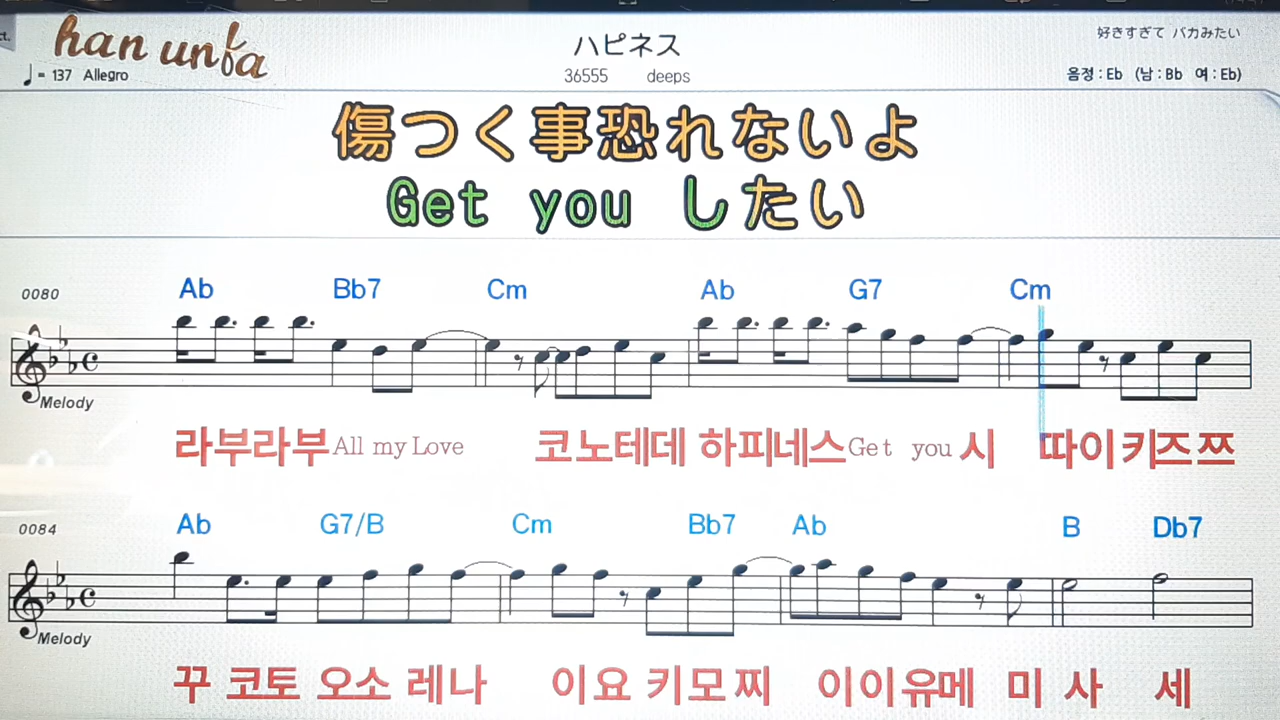 ct.
han unfa
♩= 137 Allegro
ハピネス
36555 deeps
好きすぎて バカみたい
음정 : Eb (남 : Bb 여 : Eb)
傷つく事恐れないよ
Get you したい
0080 Ab Bb7 Cm Ab G7 Cm
Melody
라부라부 All my Love 코노테데 하피네스 Get you 시 따이키즈쯔
0084 Ab G7/B Cm Bb7 Ab B Db7
Melody
꾸 코토 오소 레나 이요 키모찌 이이유메 미 사 세